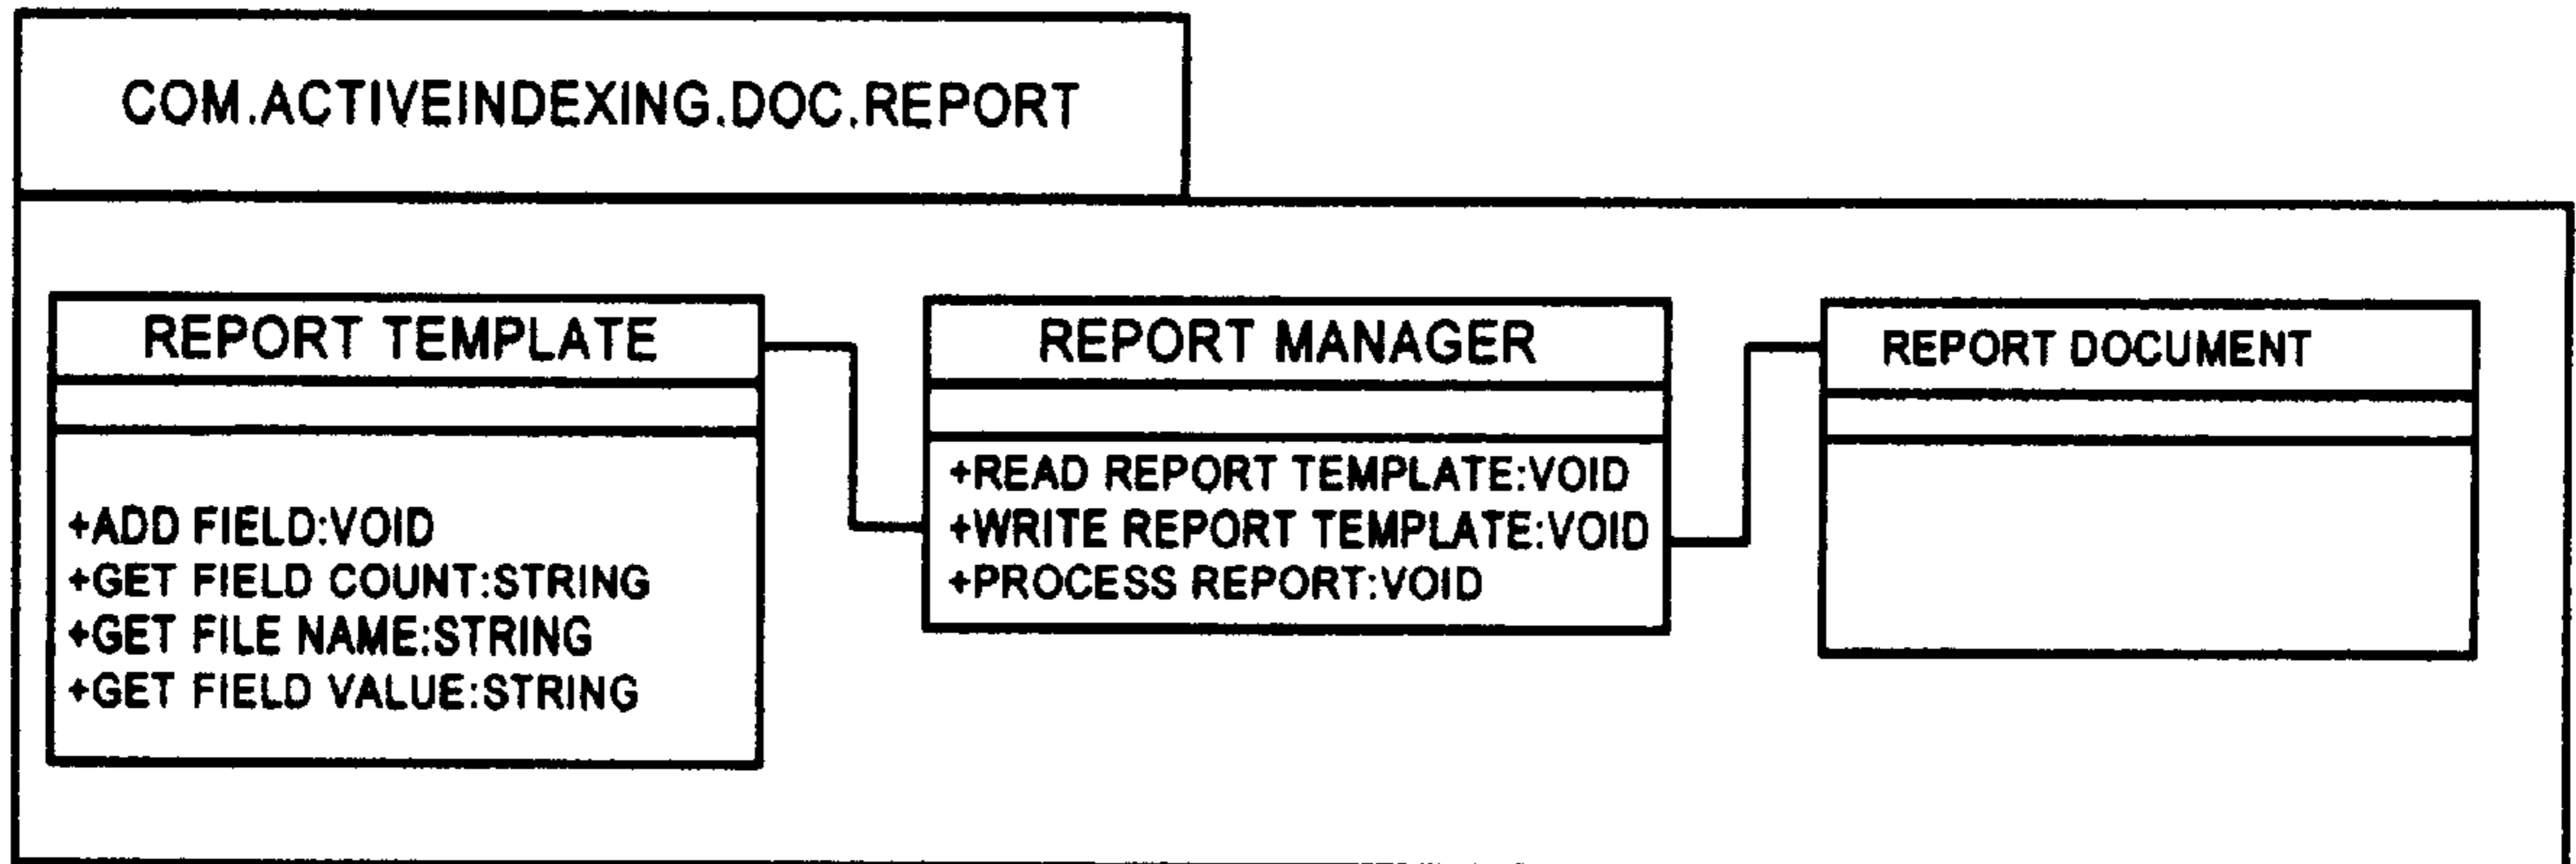 COM.ACTIVEINDEXING.DOC.REPORT
REPORT TEMPLATE
+ADD FIELD:VOID
+GET FIELD COUNT:STRING
+GET FILE NAME:STRING
+GET FIELD VALUE:STRING
REPORT MANAGER
+READ REPORT TEMPLATE:VOID
+WRITE REPORT TEMPLATE:VOID
+PROCESS REPORT:VOID
REPORT DOCUMENT